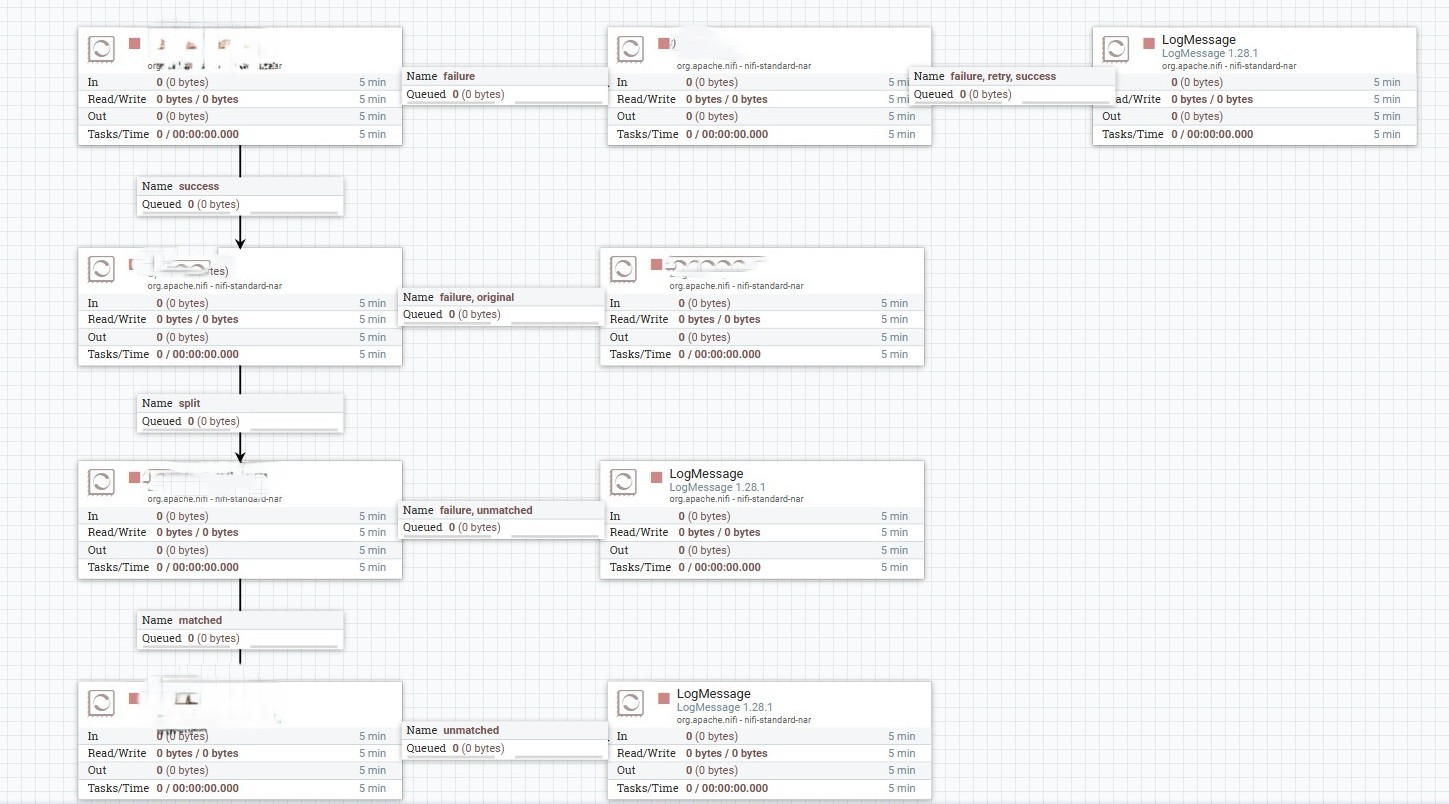 org ar
In 0 (0 bytes) 5 min
Read/Write 0 bytes / 0 bytes 5 min
Out 0 (0 bytes) 5 min
Tasks/Time 0 / 00:00:00.000 5 min
Name failure
Queued 0 (0 bytes)
org.apache.nifi - nifi-standard-nar
In 0 (0 bytes) 5 min
Read/Write 0 bytes / 0 bytes 5 min
Out 0 (0 bytes) 5 min
Tasks/Time 0 / 00:00:00.000 5 min
Name failure, retry, success
Queued 0 (0 bytes)
LogMessage
LogMessage 1.28.1
org.apache.nifi - nifi-standard-nar
0 (0 bytes) 5 min
ad/Write 0 bytes / 0 bytes 5 min
Out 0 (0 bytes) 5 min
Tasks/Time 0 / 00:00:00.000 5 min
Name success
Queued 0 (0 bytes)
tes)
org.apache.nifi - nifi-standard-nar
In 0 (0 bytes) 5 min
Read/Write 0 bytes / 0 bytes 5 min
Out 0 (0 bytes) 5 min
Tasks/Time 0 / 00:00:00.000 5 min
Name failure, original
Queued 0 (0 bytes)
org.apache.nifi - nifi-standard-nar
In 0 (0 bytes) 5 min
Read/Write 0 bytes / 0 bytes 5 min
Out 0 (0 bytes) 5 min
Tasks/Time 0 / 00:00:00.000 5 min
Name split
Queued 0 (0 bytes)
org.apache.nifi - nifi-standard-nar
In 0 (0 bytes) 5 min
Read/Write 0 bytes / 0 bytes 5 min
Out 0 (0 bytes) 5 min
Tasks/Time 0 / 00:00:00.000 5 min
Name failure, unmatched
Queued 0 (0 bytes)
LogMessage
LogMessage 1.28.1
org.apache.nifi - nifi-standard-nar
In 0 (0 bytes) 5 min
Read/Write 0 bytes / 0 bytes 5 min
Out 0 (0 bytes) 5 min
Tasks/Time 0 / 00:00:00.000 5 min
Name matched
Queued 0 (0 bytes)
In 0 (0 bytes) 5 min
Read/Write 0 bytes / 0 bytes 5 min
Out 0 (0 bytes) 5 min
Tasks/Time 0 / 00:00:00.000 5 min
Name unmatched
Queued 0 (0 bytes)
LogMessage
LogMessage 1.28.1
org.apache.nifi - nifi-standard-nar
In 0 (0 bytes) 5 min
Read/Write 0 bytes / 0 bytes 5 min
Out 0 (0 bytes) 5 min
Tasks/Time 0 / 00:00:00.000 5 min